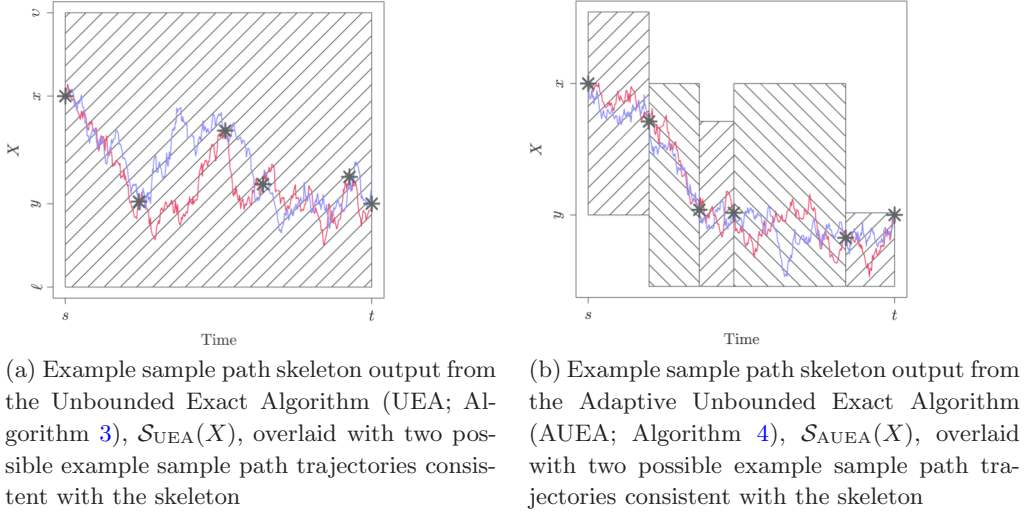 υ
x
X
y
ℓ
s
t
Time
(a) Example sample path skeleton output from
the Unbounded Exact Algorithm (UEA; Al-
gorithm 3), 𝒮UEA(X), overlaid with two pos-
sible example sample path trajectories consis-
tent with the skeleton
x
X
y
s
t
Time
(b) Example sample path skeleton output from
the Adaptive Unbounded Exact Algorithm
(AUEA; Algorithm 4), 𝒮AUEA(X), overlaid
with two possible example sample path tra-
jectories consistent with the skeleton